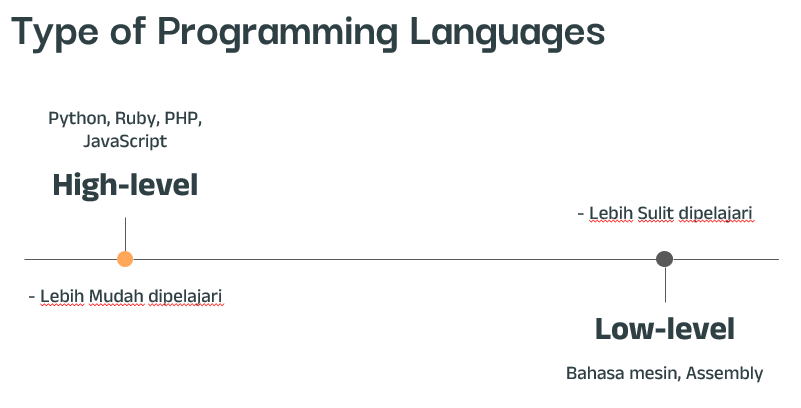 Type of Programming Languages
Python, Ruby, PHP,
JavaScript
High-level
- Lebih Mudah dipelajari
- Lebih Sulit dipelajari
Low-level
Bahasa mesin, Assembly